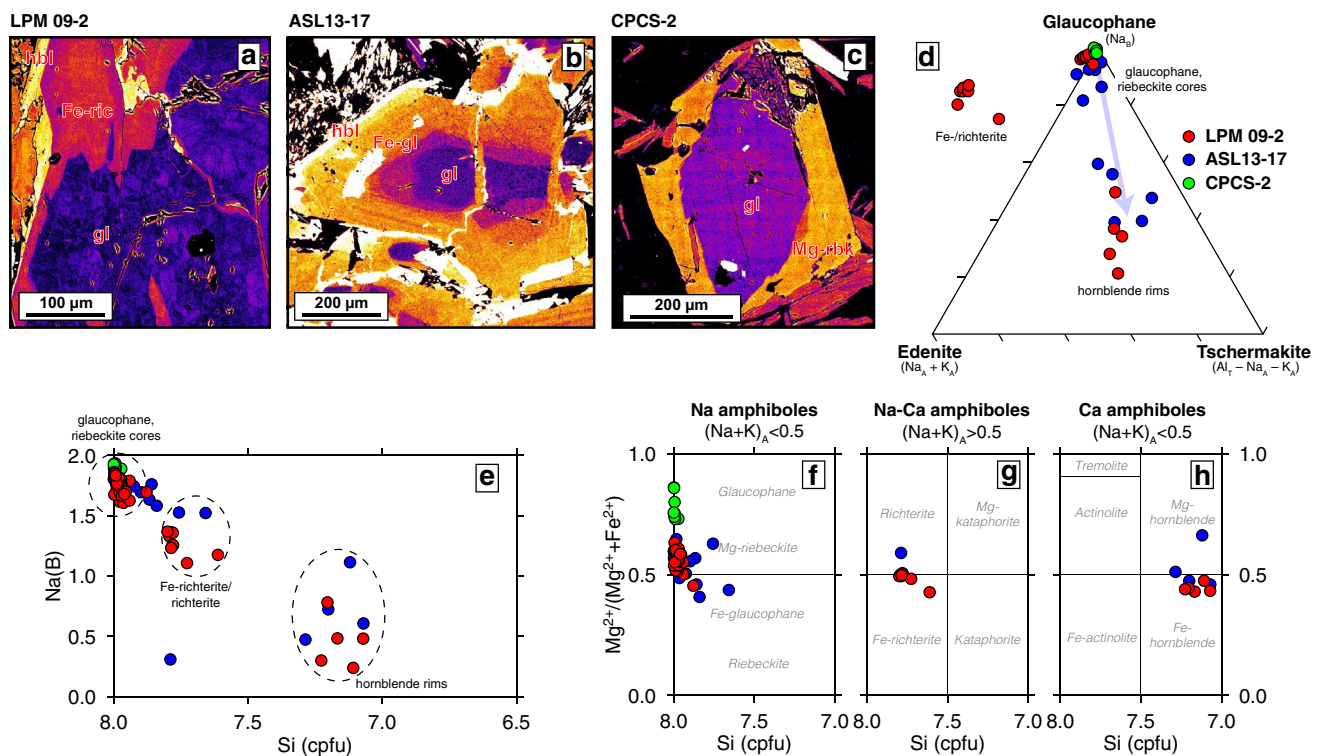 LPM 09-2
ASL13-17
CPCS-2
a
hbl
Fe-ric
gl
100 µm
b
hbl
Fe-gl
gl
200 µm
c
gl
Mg-rbk
200 µm
d
Glaucophane
(Na_B)
glaucophane,
riebeckite cores
Fe-/richterite
LPM 09-2
ASL13-17
CPCS-2
hornblende rims
Edenite
(Na_A + K_A)
Tschermakite
(Al_T – Na_A – K_A)
glaucophane,
riebeckite cores
e
2.0
1.5
1.0
0.5
0.0
Na(B)
Fe-richterite/
richterite
hornblende rims
8.0 7.5 7.0 6.5
Si (cpfu)
Na amphiboles
(Na+K)_A<0.5
Na-Ca amphiboles
(Na+K)_A>0.5
Ca amphiboles
(Na+K)_A<0.5
Mg²⁺/(Mg²⁺+Fe²⁺)
1.0
0.5
0.0
f
Glaucophane
Mg-riebeckite
Fe-glaucophane
Riebeckite
8.0 7.5 7.0
Si (cpfu)
g
Richterite
Mg-
kataphorite
Fe-richterite
Kataphorite
8.0 7.5 7.0
Si (cpfu)
h
Tremolite
Actinolite
Mg-
hornblende
Fe-actinolite
Fe-
hornblende
8.0 7.5 7.0
Si (cpfu)
1.0
0.5
0.0